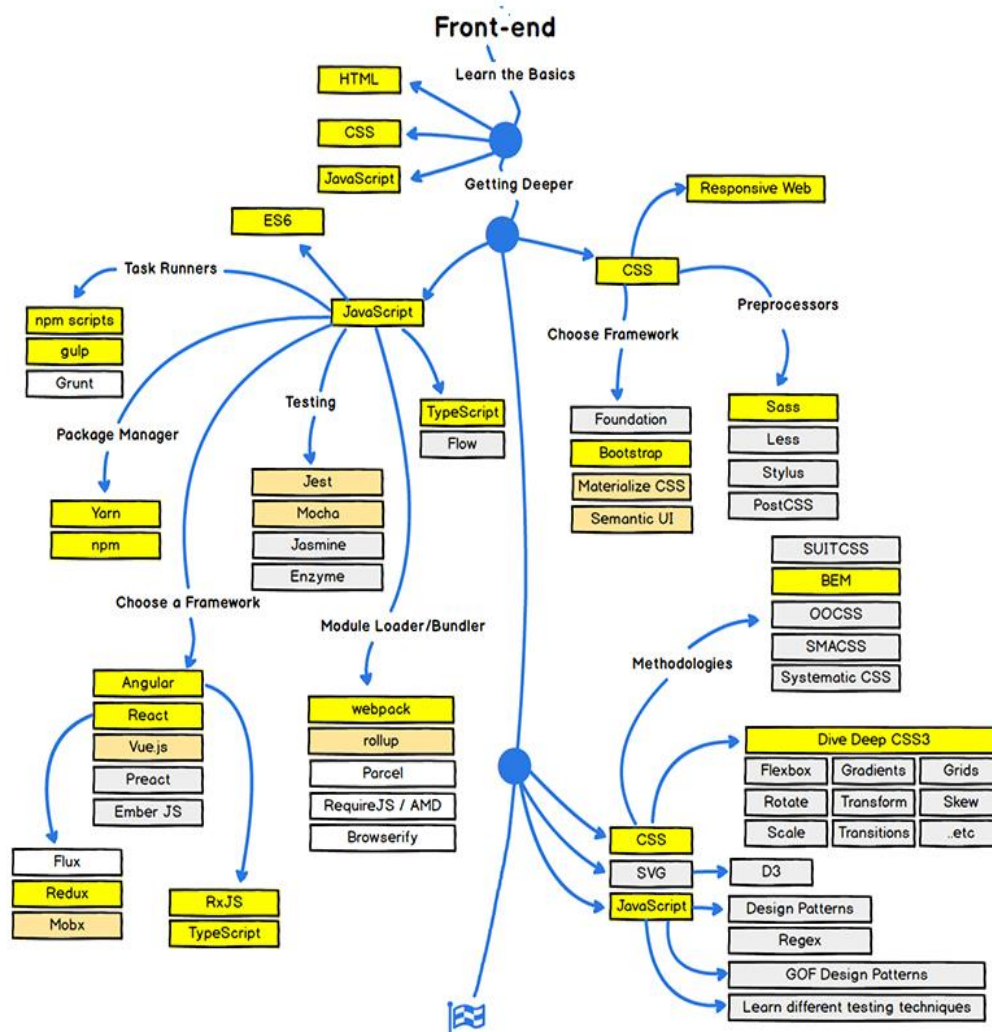 Front-end
Learn the Basics
HTML
CSS
JavaScript
Getting Deeper
Responsive Web
ES6
CSS
Task Runners
JavaScript
Preprocessors
npm scripts
gulp
Grunt
Choose Framework
Testing
TypeScript
Flow
Package Manager
Foundation
Bootstrap
Materialize CSS
Semantic UI
Sass
Less
Stylus
PostCSS
Jest
Mocha
Jasmine
Enzyme
Yarn
npm
SUITCSS
BEM
OOCSS
SMACSS
Systematic CSS
Choose a Framework
Module Loader/Bundler
Methodologies
Angular
React
Vue.js
Preact
Ember JS
webpack
rollup
Parcel
RequireJS / AMD
Browserify
Dive Deep CSS3
Flexbox Gradients Grids
Rotate Transform Skew
Scale Transitions ..etc
CSS
SVG
JavaScript
D3
Flux
Redux
Mobx
RxJS
TypeScript
Design Patterns
Regex
GOF Design Patterns
Learn different testing techniques